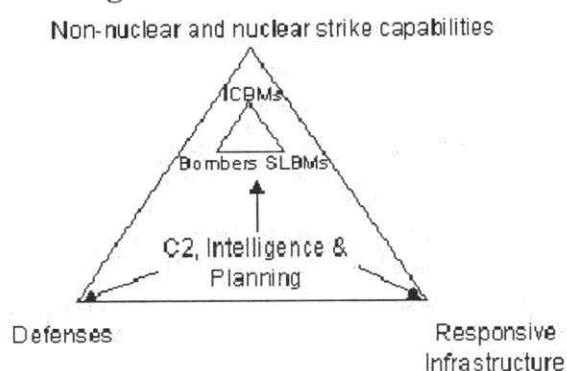 Non-nuclear and nuclear strike capabilities
ICBMs
Bombers SLBMs
C2, Intelligence &
Planning
Defenses
Responsive
Infrastructure